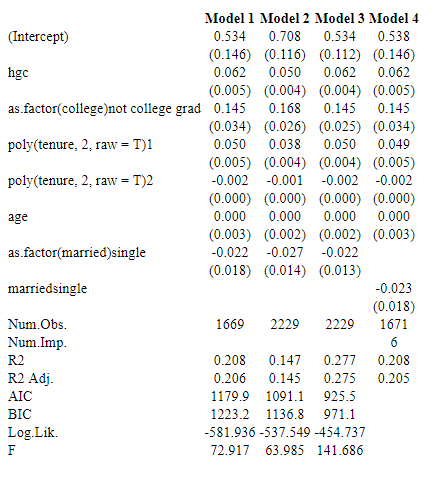 Model 1 Model 2 Model 3 Model 4
(Intercept) 0.534 0.708 0.534 0.538
(0.146) (0.116) (0.112) (0.146)
hgc 0.062 0.050 0.062 0.062
(0.005) (0.004) (0.004) (0.005)
as.factor(college)not college grad 0.145 0.168 0.145 0.145
(0.034) (0.026) (0.025) (0.034)
poly(tenure, 2, raw = T)1 0.050 0.038 0.050 0.049
(0.005) (0.004) (0.004) (0.005)
poly(tenure, 2, raw = T)2 -0.002 -0.001 -0.002 -0.002
(0.000) (0.000) (0.000) (0.000)
age 0.000 0.000 0.000 0.000
(0.003) (0.002) (0.002) (0.003)
as.factor(married)single -0.022 -0.027 -0.022
(0.018) (0.014) (0.013)
marriedsingle -0.023
(0.018)
Num.Obs. 1669 2229 2229 1671
Num.Imp. 6
R2 0.208 0.147 0.277 0.208
R2 Adj. 0.206 0.145 0.275 0.205
AIC 1179.9 1091.1 925.5
BIC 1223.2 1136.8 971.1
Log.Lik. -581.936 -537.549 -454.737
F 72.917 63.985 141.686